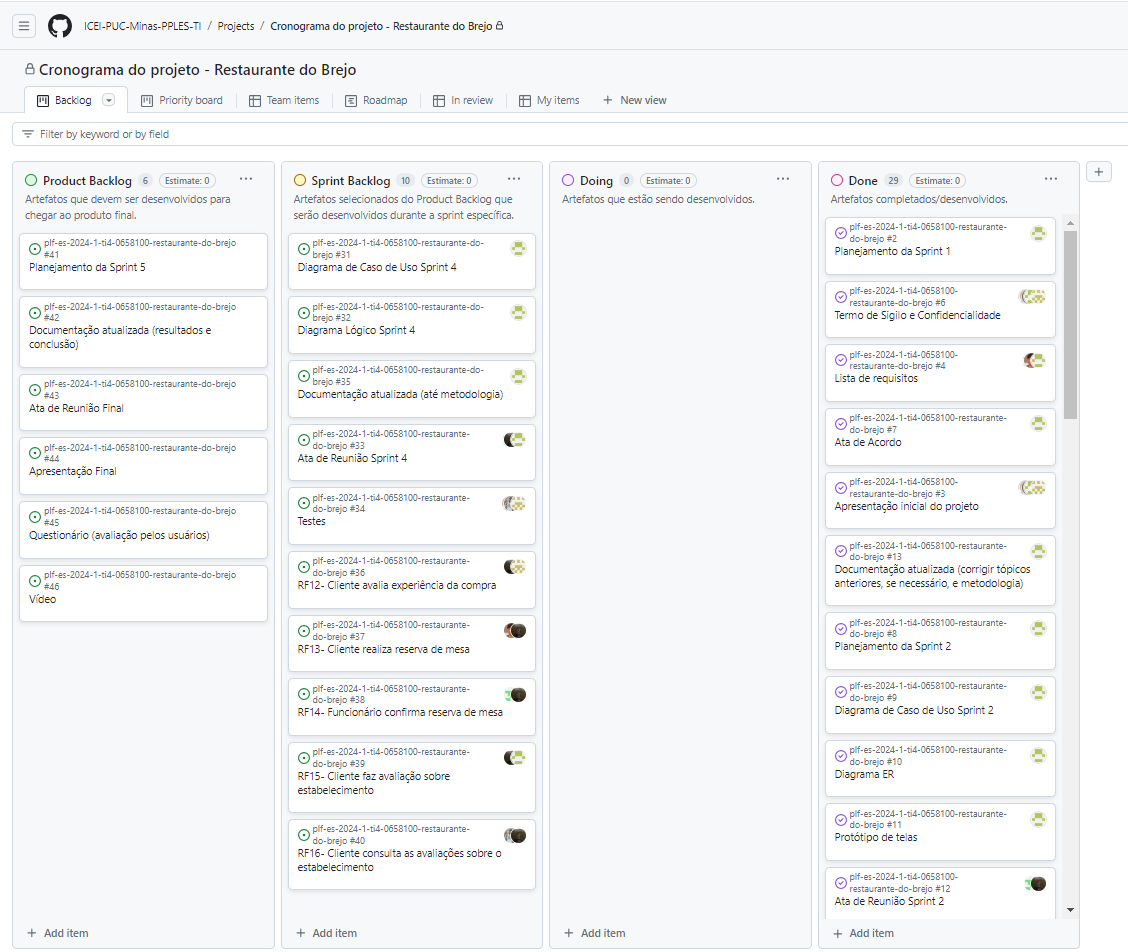 ICEI-PUC-Minas-PPLES-TI / Projects / Cronograma do projeto - Restaurante do Brejo
Cronograma do projeto - Restaurante do Brejo
Backlog Priority board Team items Roadmap In review My items + New view
Filter by keyword or by field
Product Backlog 6 Estimate: 0 ...
Artefatos que devem ser desenvolvidos para
chegar ao produto final.
plf-es-2024-1-ti4-0658100-restaurante-do-brejo
#41
Planejamento da Sprint 5
plf-es-2024-1-ti4-0658100-restaurante-do-brejo
#42
Documentação atualizada (resultados e
conclusão)
plf-es-2024-1-ti4-0658100-restaurante-do-brejo
#43
Ata de Reunião Final
plf-es-2024-1-ti4-0658100-restaurante-do-brejo
#44
Apresentação Final
plf-es-2024-1-ti4-0658100-restaurante-do-brejo
#45
Questionário (avaliação pelos usuários)
plf-es-2024-1-ti4-0658100-restaurante-do-brejo
#46
Vídeo
+ Add item
Sprint Backlog 10 Estimate: 0 ...
Artefatos selecionados do Product Backlog que
serão desenvolvidos durante a sprint específica.
plf-es-2024-1-ti4-0658100-restaurante-do-
brejo #31
Diagrama de Caso de Uso Sprint 4
plf-es-2024-1-ti4-0658100-restaurante-do-
brejo #32
Diagrama Lógico Sprint 4
plf-es-2024-1-ti4-0658100-restaurante-do-
brejo #35
Documentação atualizada (até metodologia)
plf-es-2024-1-ti4-0658100-restaurante-
do-brejo #33
Ata de Reunião Sprint 4
plf-es-2024-1-ti4-0658100-restaurante-
do-brejo #34
Testes
plf-es-2024-1-ti4-0658100-restaurante-
do-brejo #36
RF12- Cliente avalia experiência da compra
plf-es-2024-1-ti4-0658100-restaurante-
do-brejo #37
RF13- Cliente realiza reserva de mesa
plf-es-2024-1-ti4-0658100-restaurante-
do-brejo #38
RF14- Funcionário confirma reserva de mesa
plf-es-2024-1-ti4-0658100-restaurante-
do-brejo #39
RF15- Cliente faz avaliação sobre
estabelecimento
plf-es-2024-1-ti4-0658100-restaurante-
do-brejo #40
RF16- Cliente consulta as avaliações sobre o
estabelecimento
+ Add item
Doing 0 Estimate: 0 ...
Artefatos que estão sendo desenvolvidos.
+ Add item
Done 29 Estimate: 0 ...
Artefatos completados/desenvolvidos.
plf-es-2024-1-ti4-0658100-restaurante-
do-brejo #2
Planejamento da Sprint 1
plf-es-2024-1-ti4-0658100-
restaurante-do-brejo #6
Termo de Sigilo e Confidencialidade
plf-es-2024-1-ti4-0658100-
restaurante-do-brejo #4
Lista de requisitos
plf-es-2024-1-ti4-0658100-restaurante-
do-brejo #7
Ata de Acordo
plf-es-2024-1-ti4-0658100-
restaurante-do-brejo #3
Apresentação inicial do projeto
plf-es-2024-1-ti4-0658100-restaurante-
do-brejo #13
Documentação atualizada (corrigir tópicos
anteriores, se necessário, e metodologia)
plf-es-2024-1-ti4-0658100-restaurante-
do-brejo #8
Planejamento da Sprint 2
plf-es-2024-1-ti4-0658100-restaurante-
do-brejo #9
Diagrama de Caso de Uso Sprint 2
plf-es-2024-1-ti4-0658100-restaurante-
do-brejo #10
Diagrama ER
plf-es-2024-1-ti4-0658100-restaurante-
do-brejo #11
Protótipo de telas
plf-es-2024-1-ti4-0658100-
restaurante-do-brejo #12
Ata de Reunião Sprint 2
+ Add item